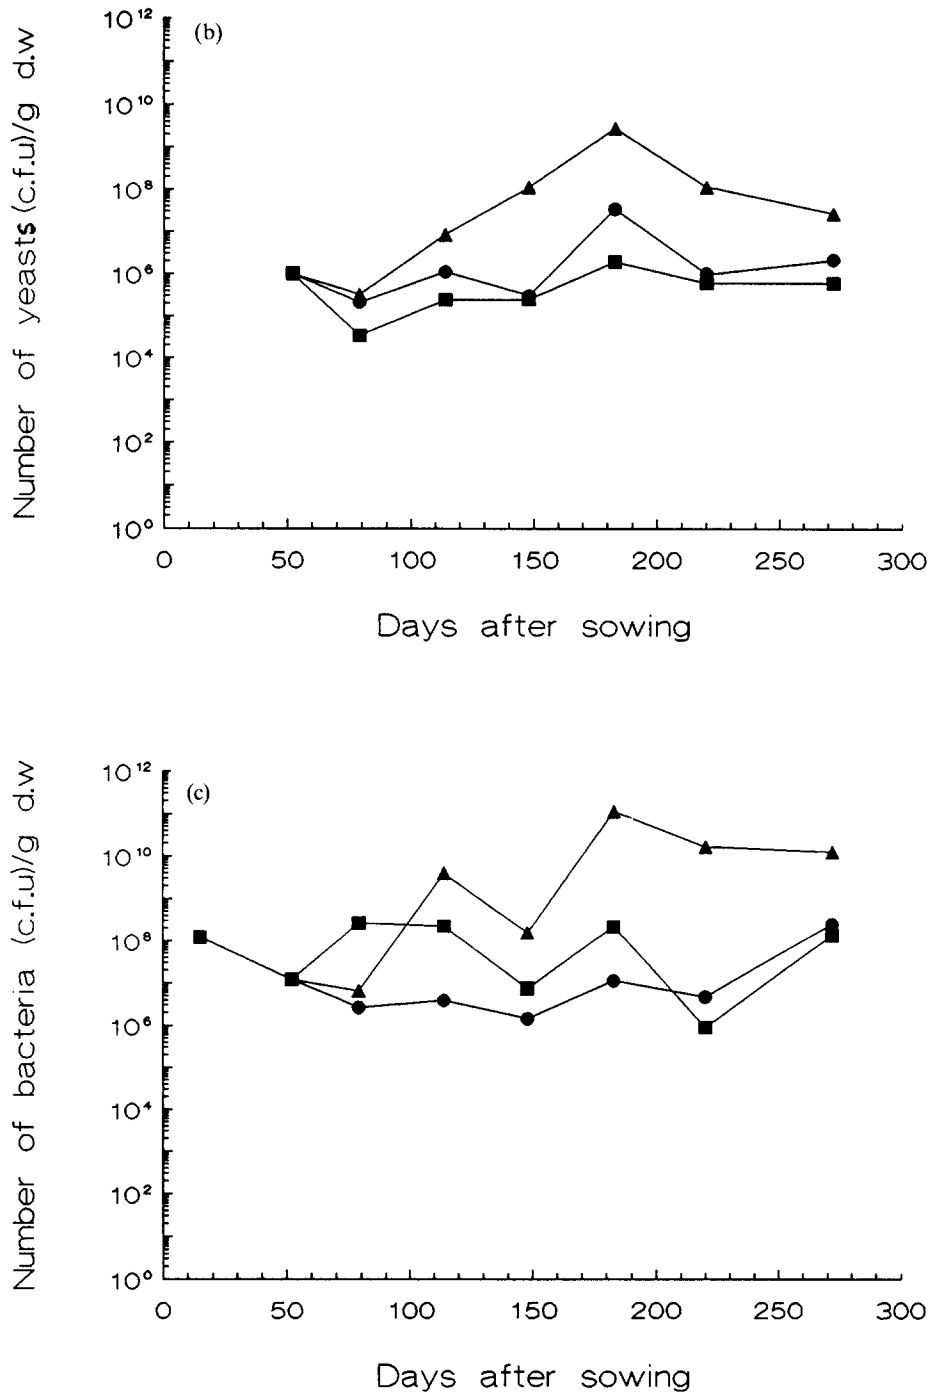 (b)
Number of yeasts (c.f.u)/g d.w
10¹²
10¹⁰
10⁸
10⁶
10⁴
10²
10⁰
0 50 100 150 200 250 300
Days after sowing
(c)
Number of bacteria (c.f.u)/g d.w
10¹²
10¹⁰
10⁸
10⁶
10⁴
10²
10⁰
0 50 100 150 200 250 300
Days after sowing